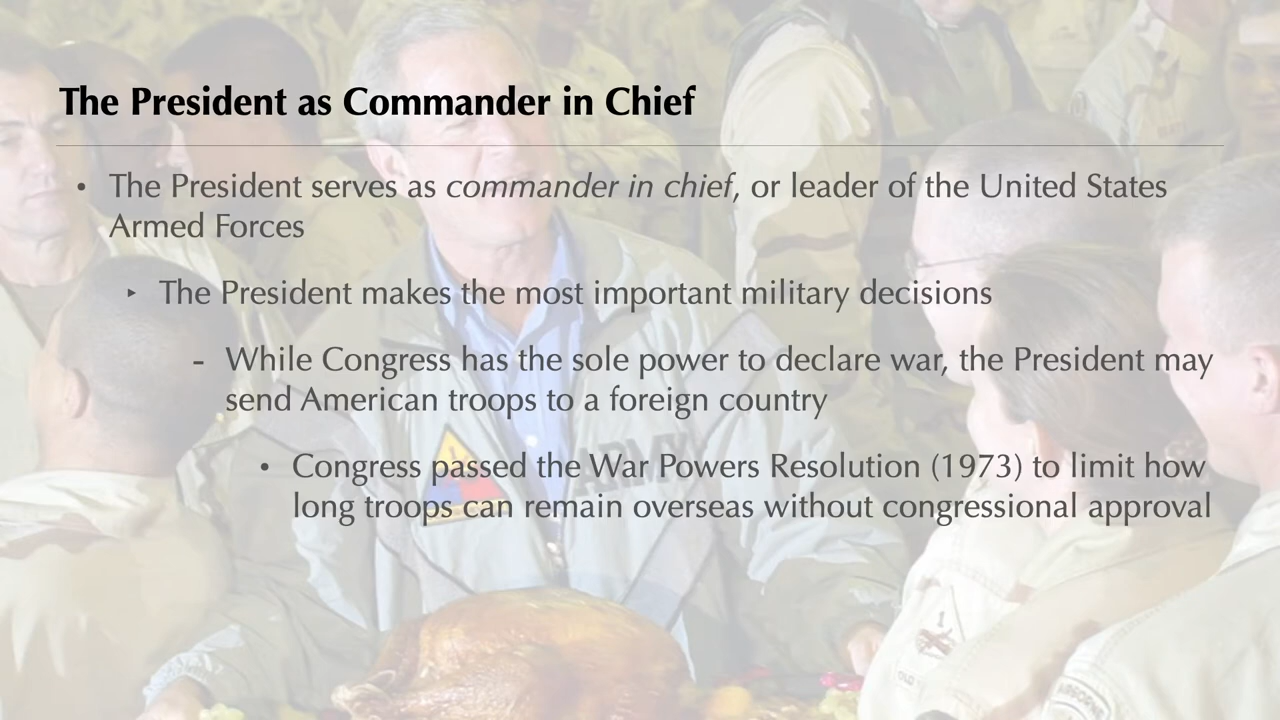 The President as Commander in Chief
• The President serves as commander in chief, or leader of the United States
Armed Forces
‣ The President makes the most important military decisions
- While Congress has the sole power to declare war, the President may
send American troops to a foreign country
• Congress passed the War Powers Resolution (1973) to limit how
long troops can remain overseas without congressional approval
ARMY
1